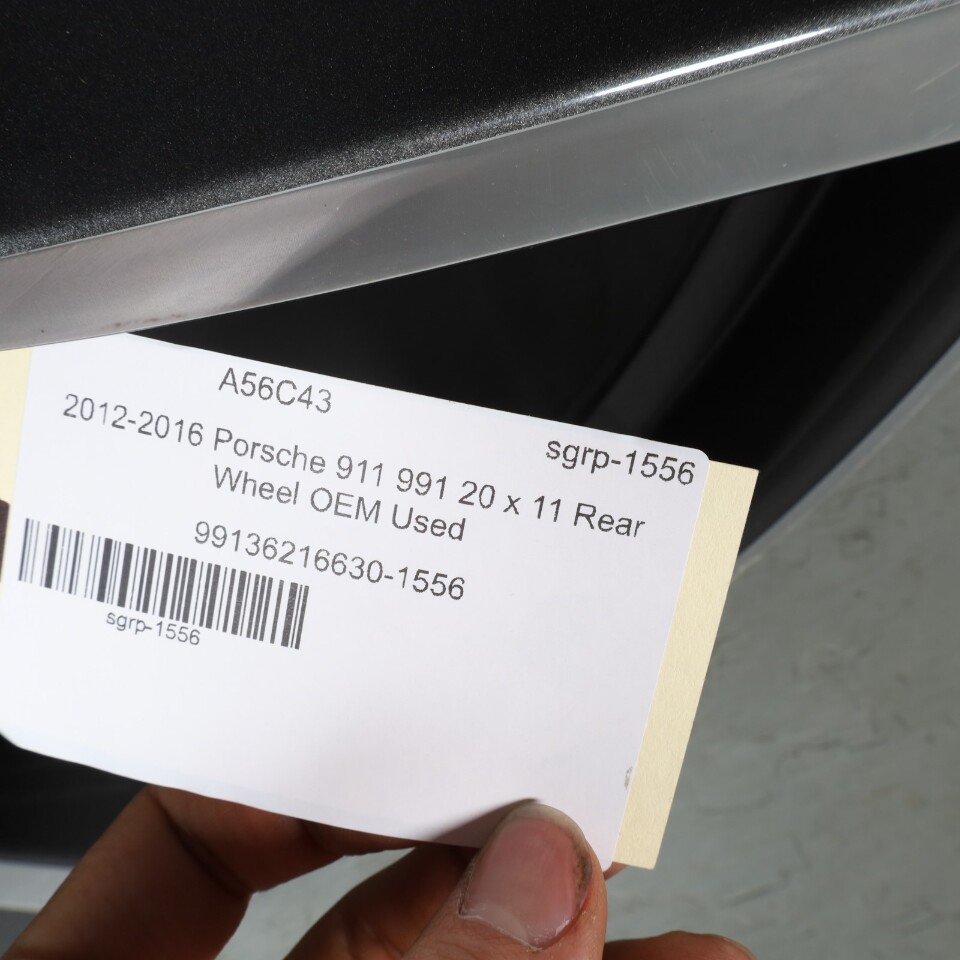 A56C43
sgrp-1556
2012-2016 Porsche 911 991 20 x 11 Rear
Wheel OEM Used
99136216630-1556
sgrp-1556